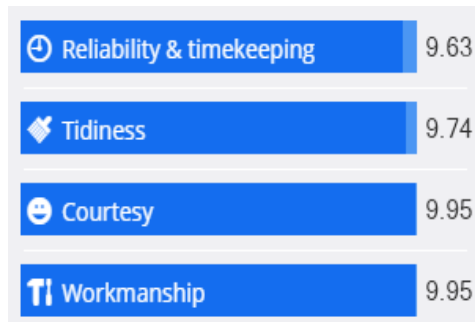 Reliability & timekeeping 9.63
Tidiness 9.74
Courtesy 9.95
Workmanship 9.95